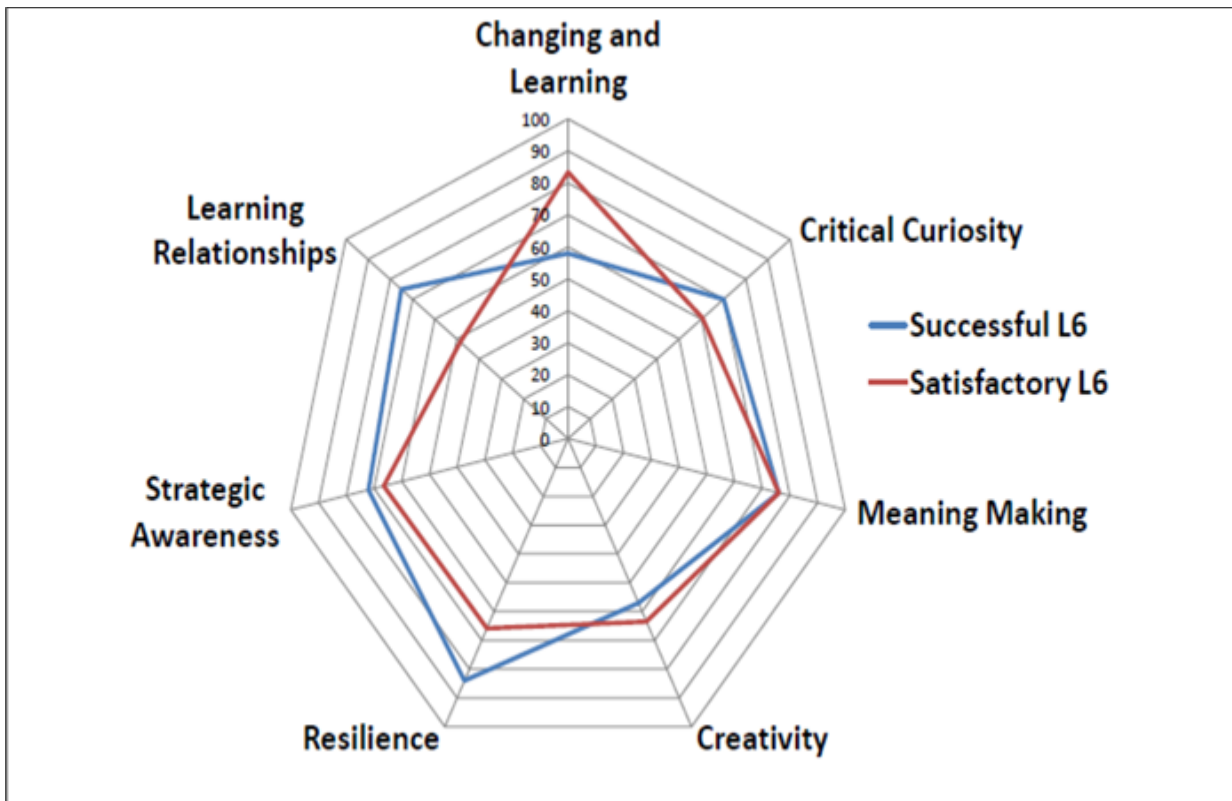 Changing and
Learning
100
90
80
70
60
50
40
30
20
10
0
Learning
Relationships
Critical Curiosity
Successful L6
Satisfactory L6
Strategic
Awareness
Meaning Making
Resilience
Creativity